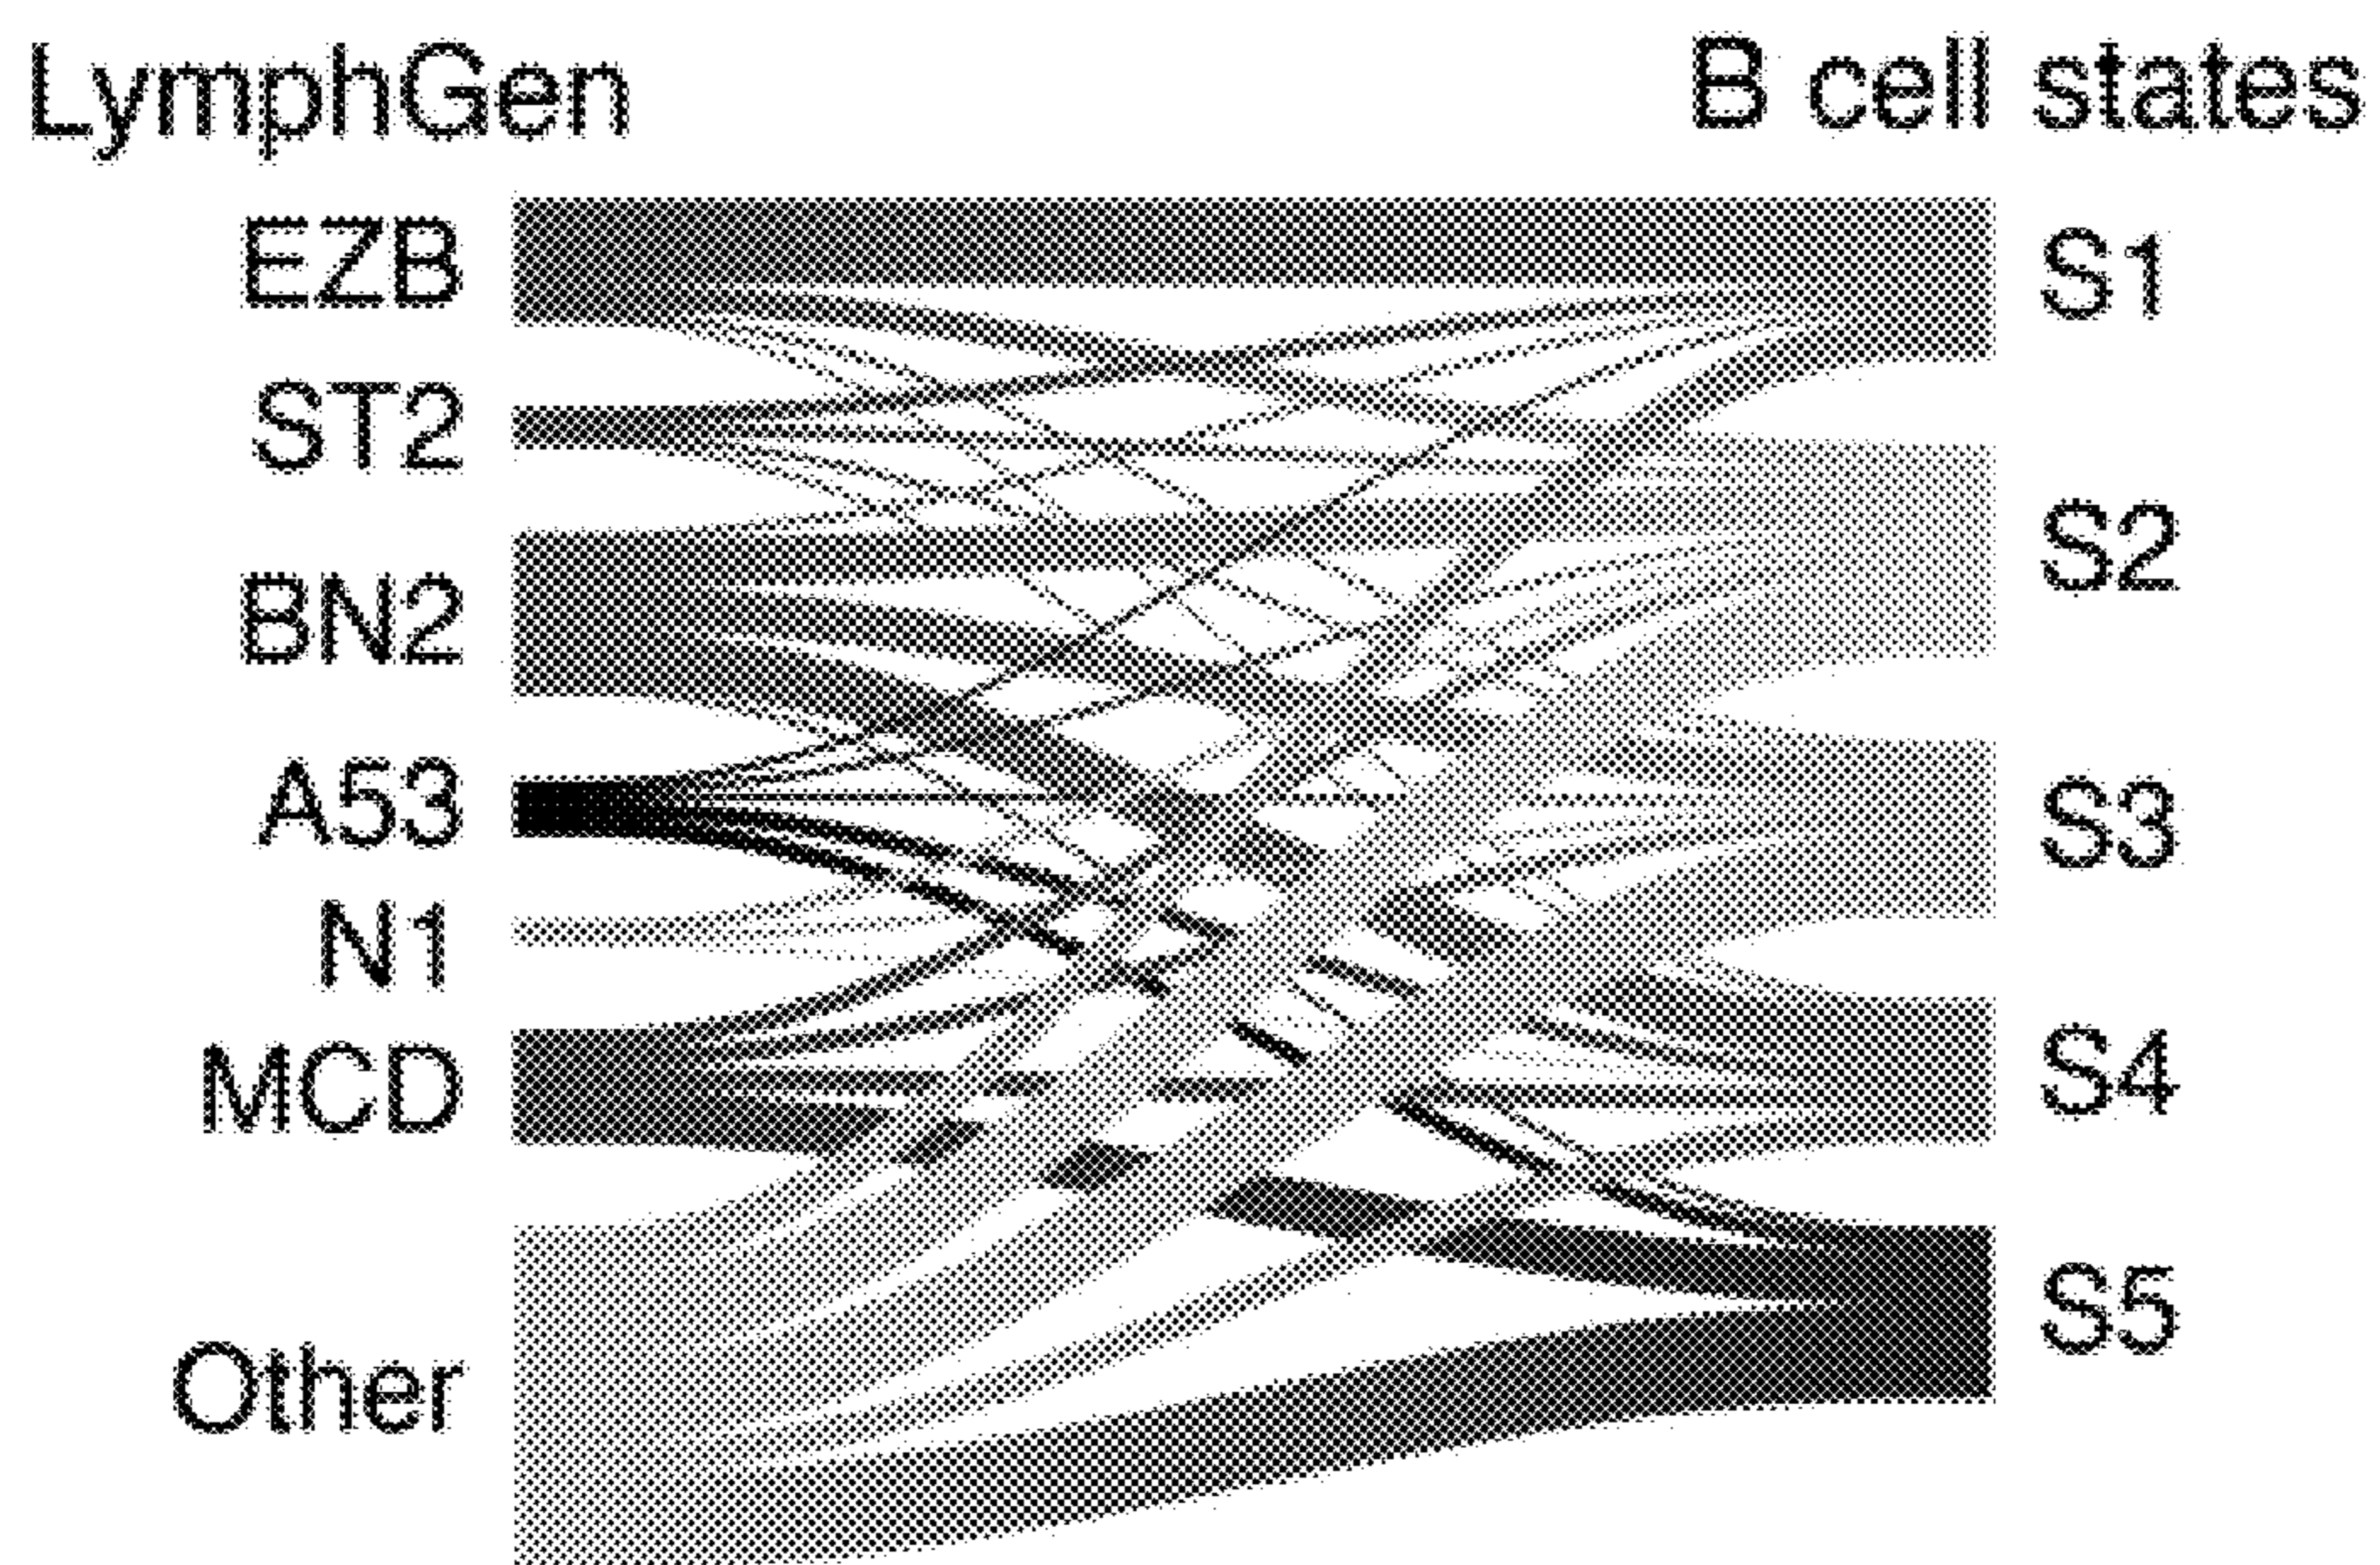 LymphGen
B cell states
EZB
ST2
BN2
A53
N1
MCD
Other
S1
S2
S3
S4
S5